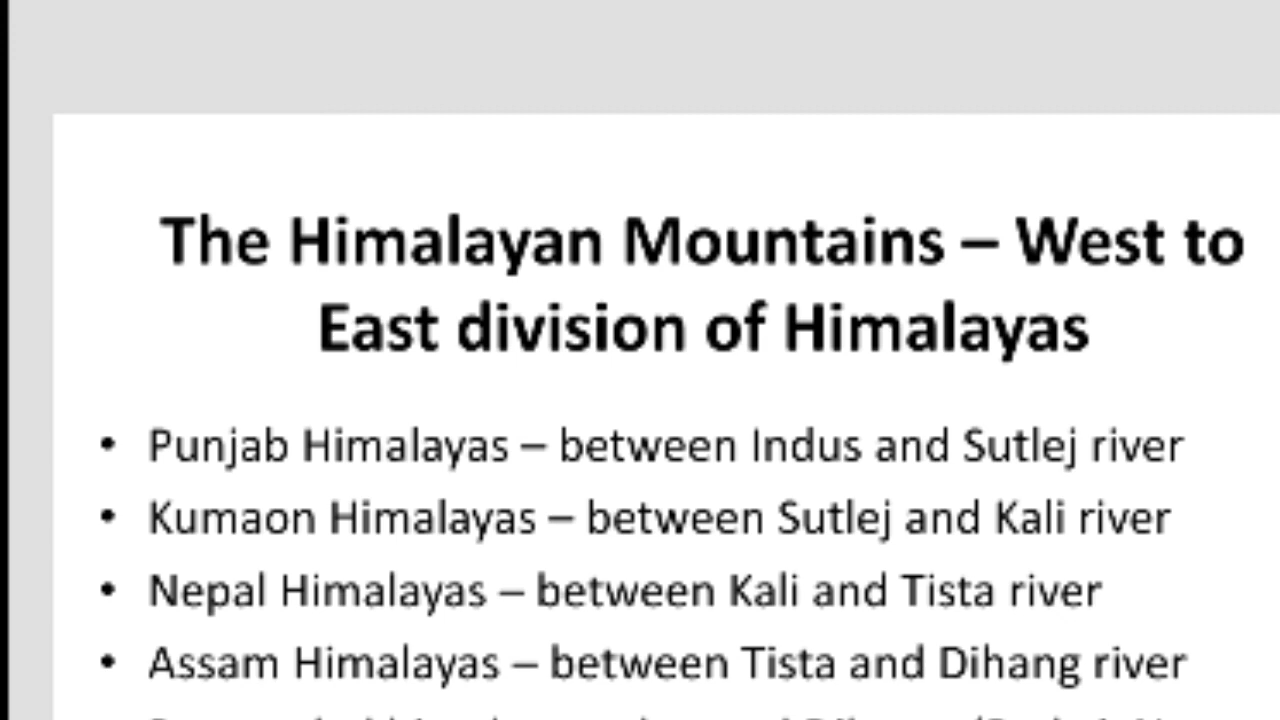 The Himalayan Mountains – West to
East division of Himalayas
• Punjab Himalayas – between Indus and Sutlej river
• Kumaon Himalayas – between Sutlej and Kali river
• Nepal Himalayas – between Kali and Tista river
• Assam Himalayas – between Tista and Dihang river